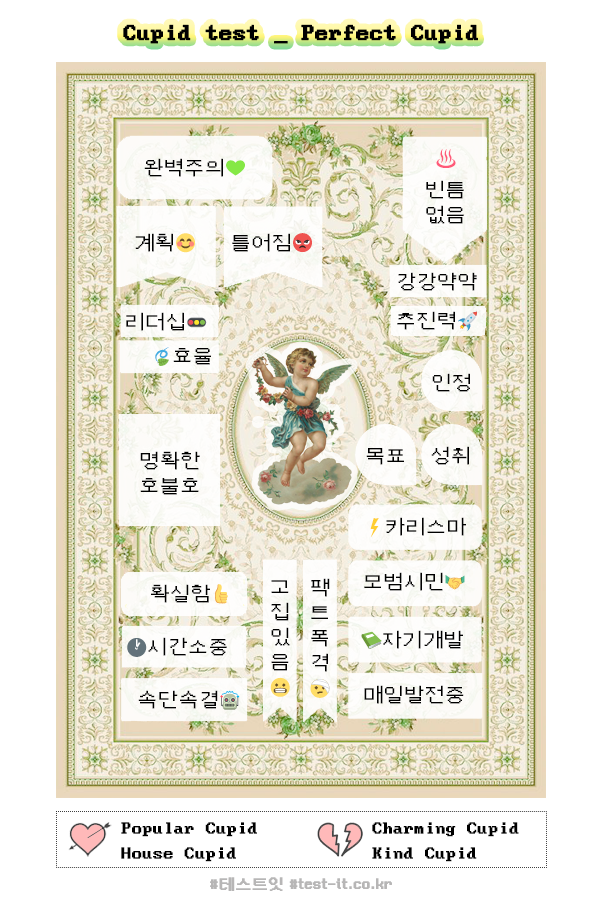 Cupid test _ Perfect Cupid
완벽주의💚
♨
빈틈
없음
계획😊
틀어짐😡
강강약약
리더십🚥
추진력🚀
🍃효율
인정
명확한
호불호
목표
성취
⚡카리스마
확실함👍
고집있음😬
팩트폭격🤕
모범시민🤝
🕐시간소중
📗자기개발
속단속결🤖
매일발전중
Popular Cupid
House Cupid
Charming Cupid
Kind Cupid
#테스트잇 #test-it.co.kr